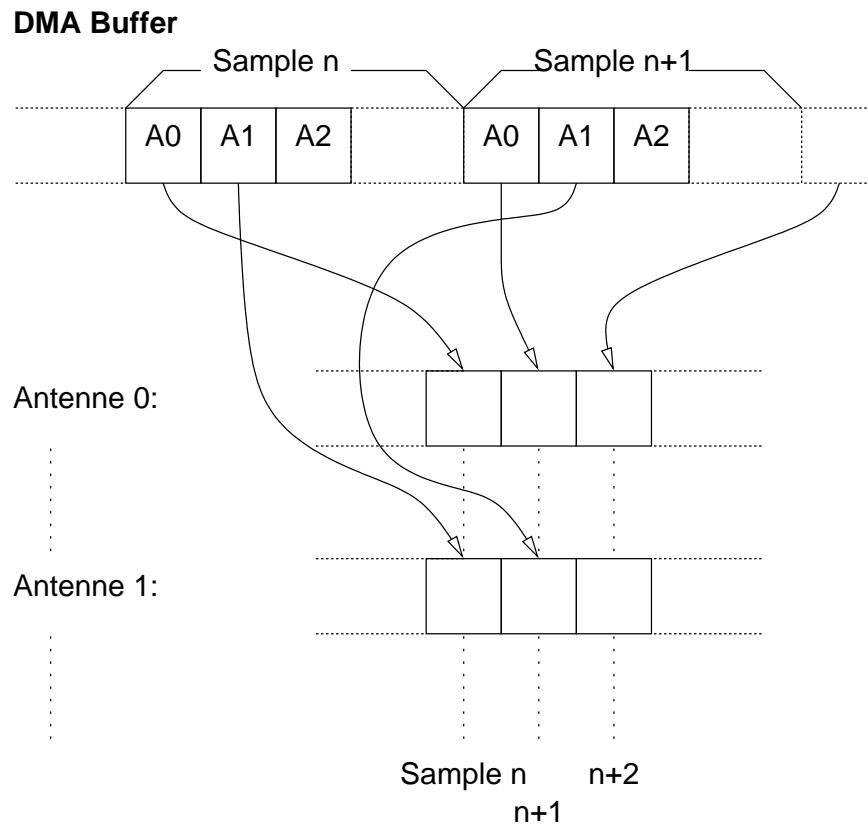 DMA Buffer
Sample n Sample n+1
A0 A1 A2 A0 A1 A2
Antenne 0:
Antenne 1:
Sample n n+2
n+1